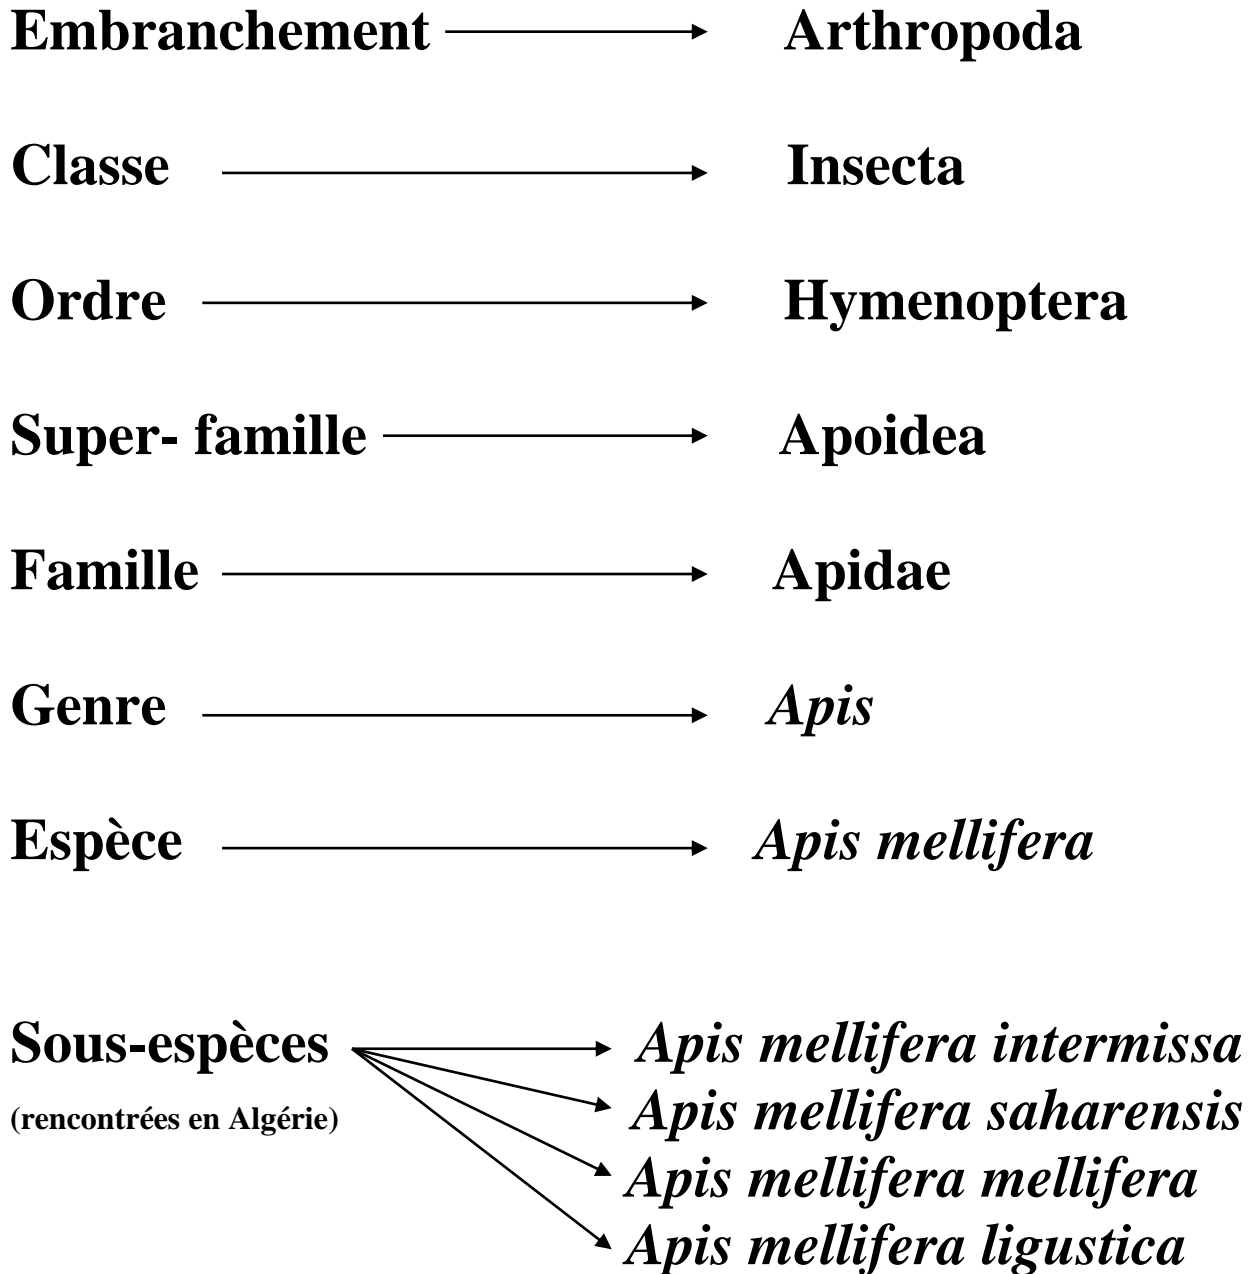 Embranchement Arthropoda
Classe Insecta
Ordre Hymenoptera
Super- famille Apoidea
Famille Apidae
Genre Apis
Espèce Apis mellifera
Sous-espèces Apis mellifera intermissa
(rencontrées en Algérie) Apis mellifera saharensis
Apis mellifera mellifera
Apis mellifera ligustica